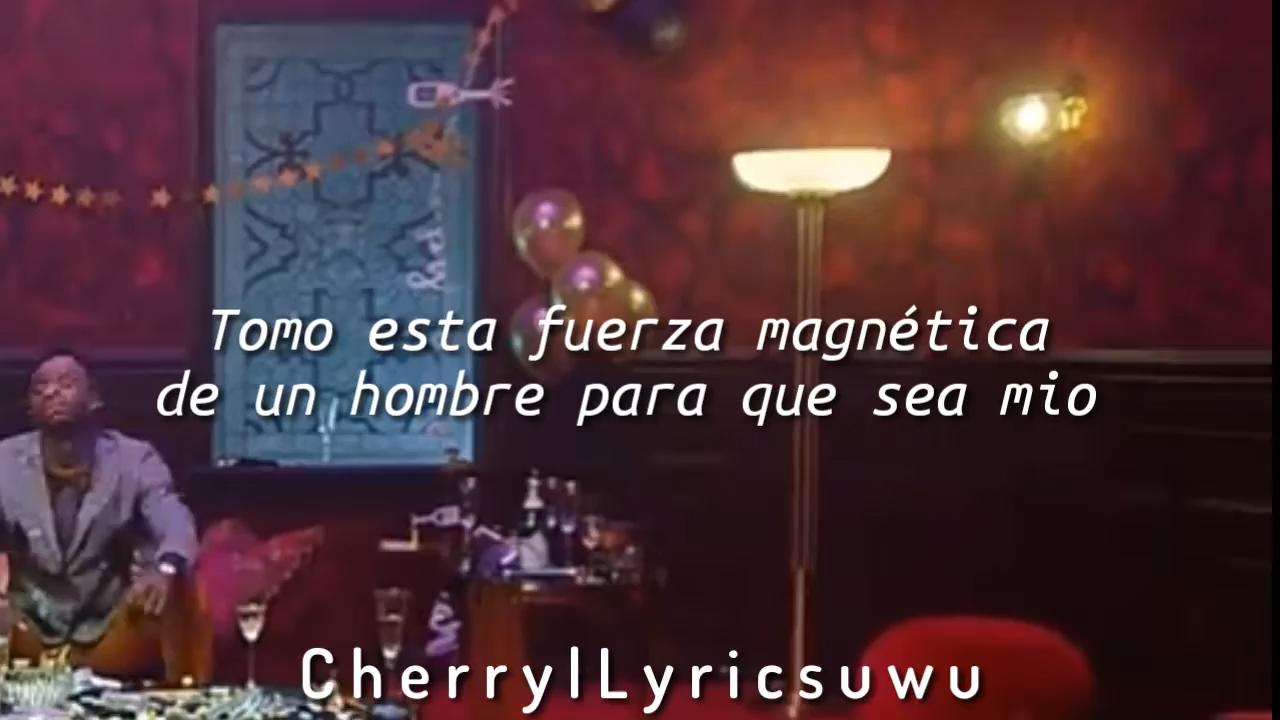 Tomo esta fuerza magnética
de un hombre para que sea mio
CherrylLyricsuwu